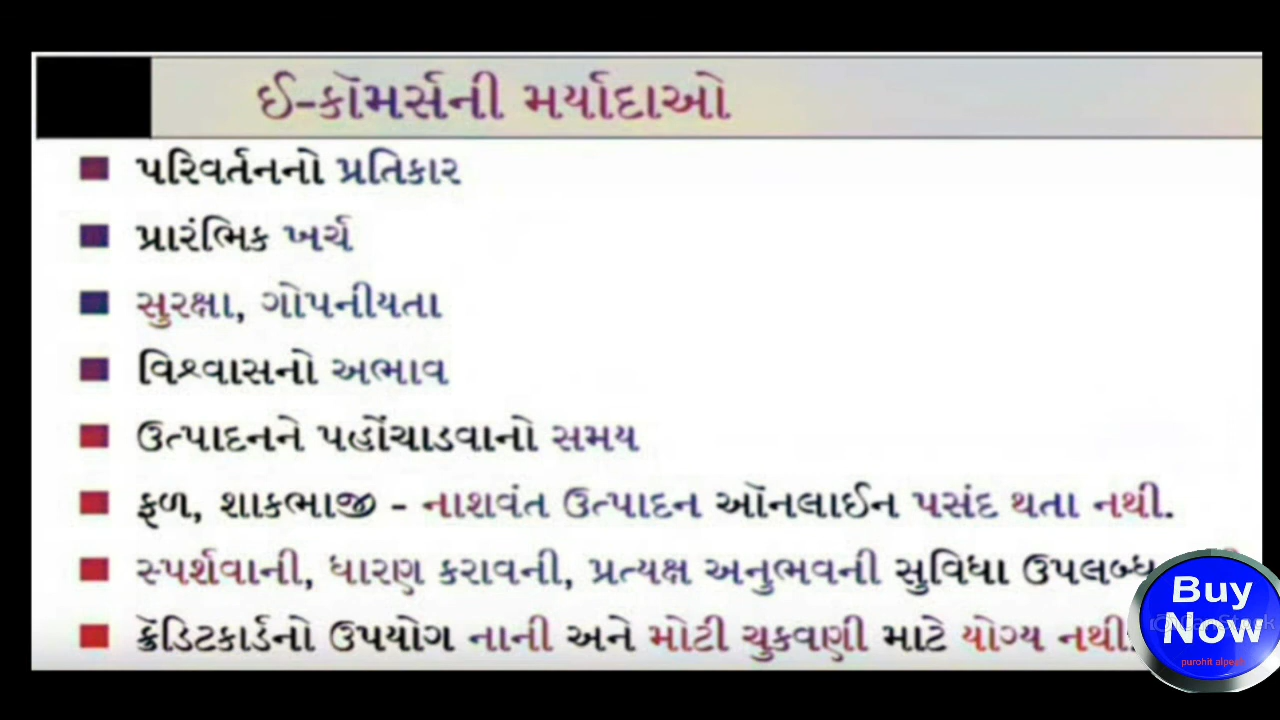 ઈ-કૉમર્સની મર્યાદાઓ
પરિવર્તનનો પ્રતિકાર
પ્રારંભિક ખર્ચ
સુરક્ષા, ગોપનીયતા
વિશ્વાસનો અભાવ
ઉત્પાદનને પહોંચાડવાનો સમય
ફળ, શાકભાજી - નાશવંત ઉત્પાદન ઑનલાઈન પસંદ થતા નથી.
સ્પર્શવાની, ધારણ કરાવની, પ્રત્યક્ષ અનુભવની સુવિધા ઉપલબ્ધ
ક્રૅડિટકાર્ડનો ઉપયોગ નાની અને મોટી ચુકવણી માટે યોગ્ય નથી.
Buy
Now
purohit alpesh